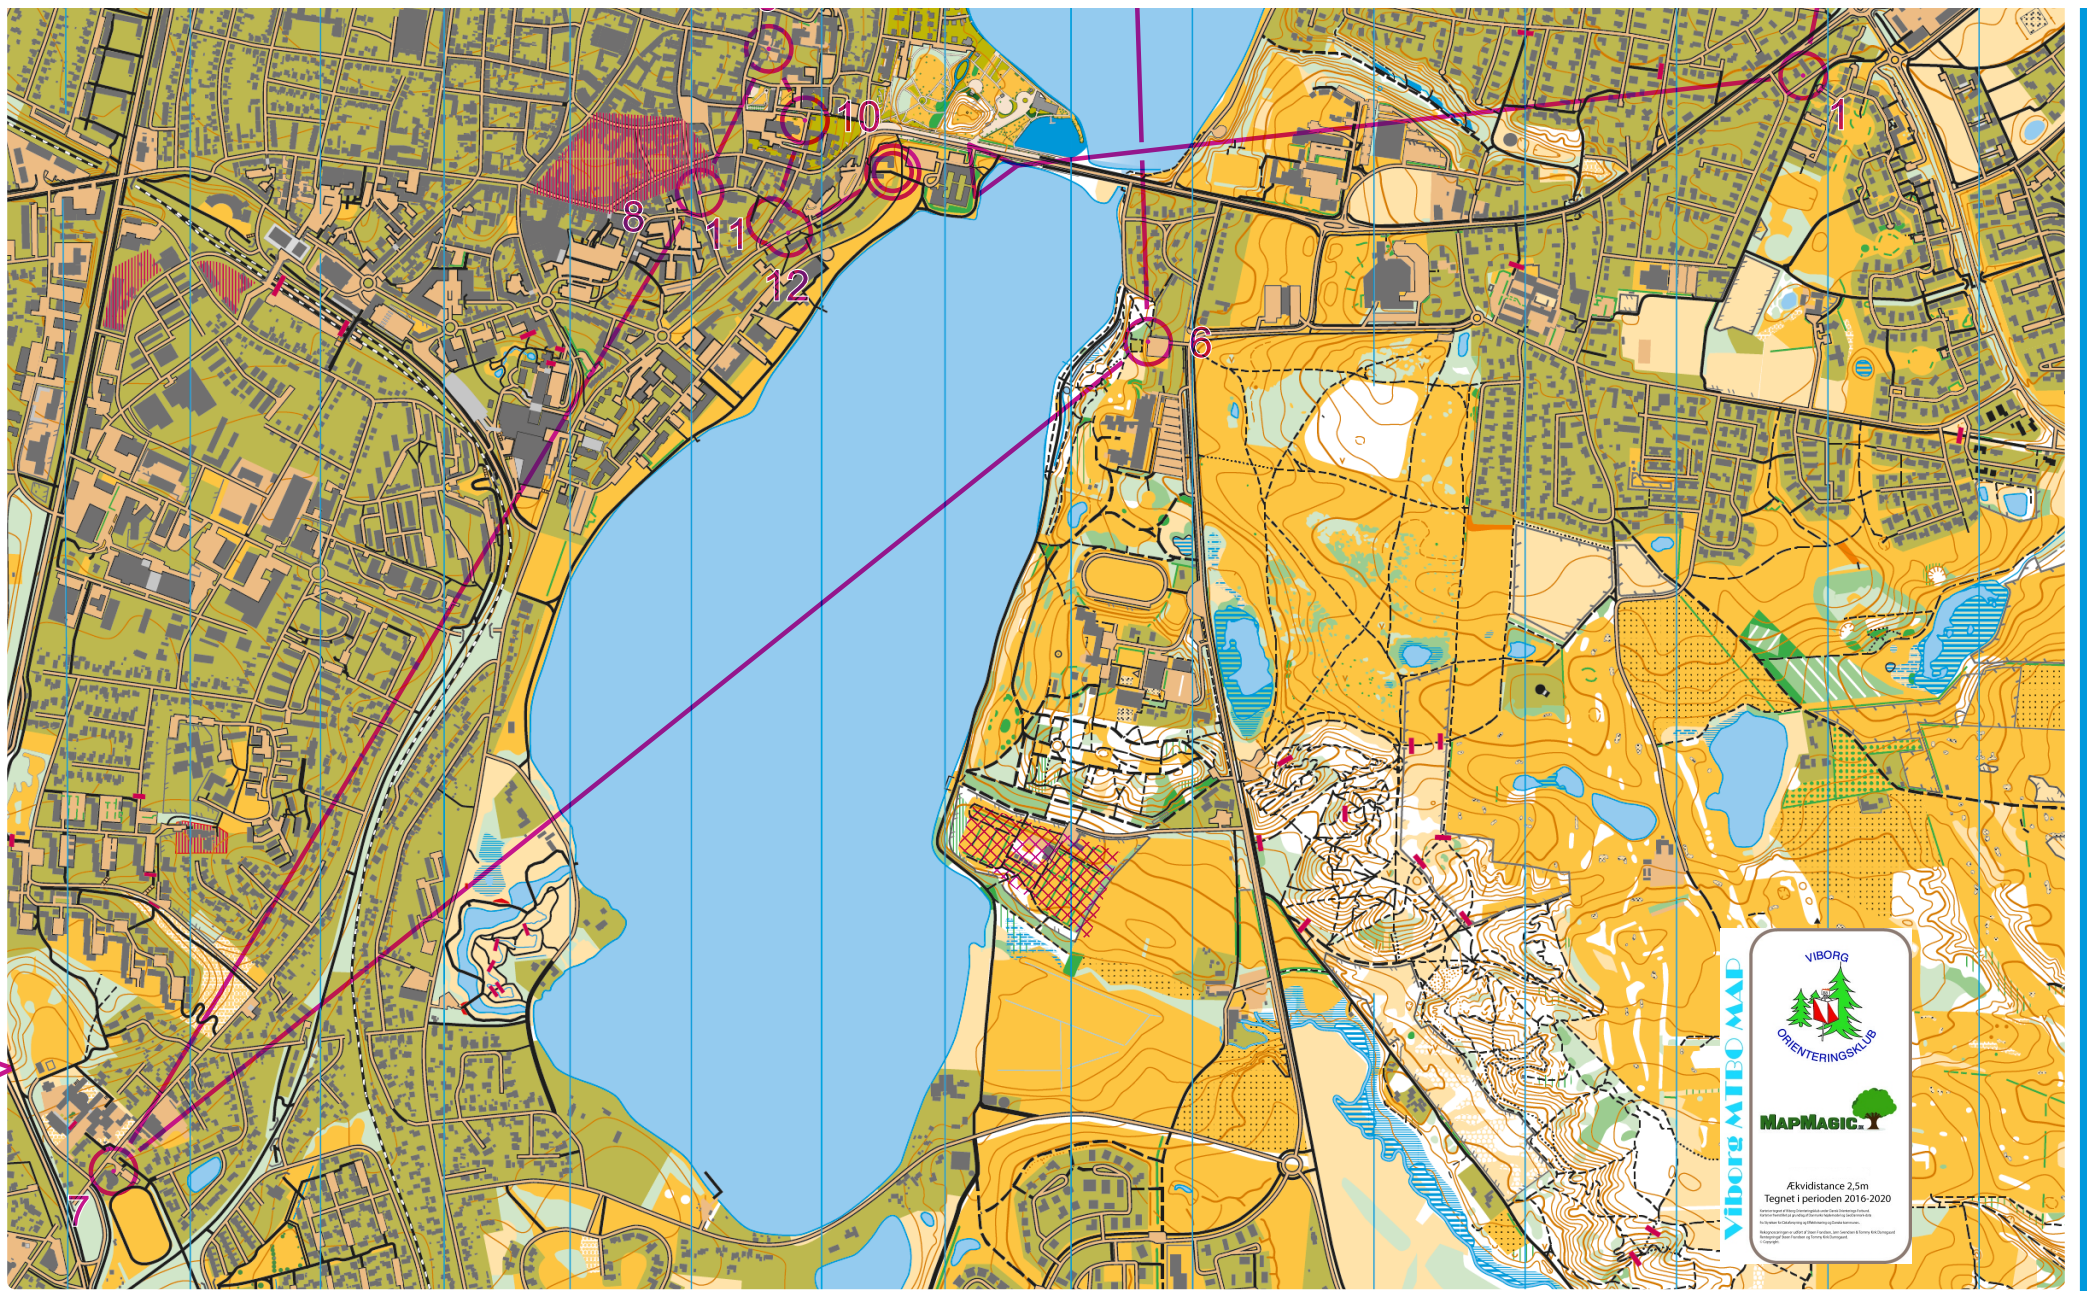 10
1
8
11
12
6
7
Viborg MTBO MAP
VIBORG
ORIENTERINGSKLUB
MAPMAGIC
Ækvidistance 2,5m
Tegnet i perioden 2016-2020